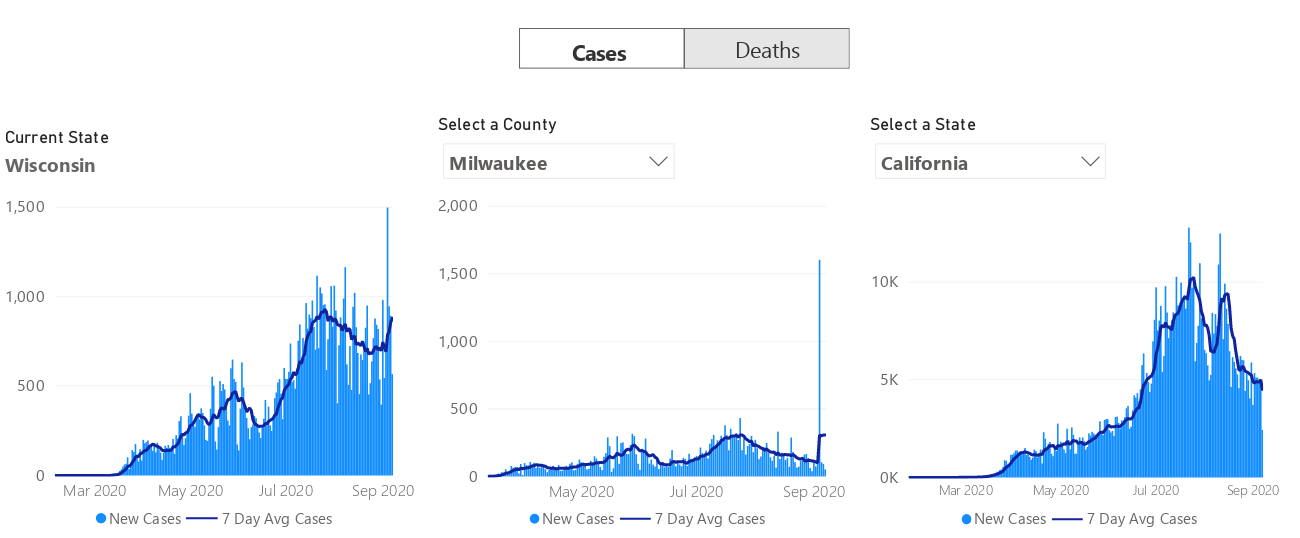 Cases Deaths
Current State
Wisconsin
1,500
1,000
500
0
Mar 2020 May 2020 Jul 2020 Sep 2020
New Cases 7 Day Avg Cases
Select a County
Milwaukee
2,000
1,500
1,000
500
0
May 2020 Jul 2020 Sep 2020
New Cases 7 Day Avg Cases
Select a State
California
10K
5K
0K
Mar 2020 May 2020 Jul 2020 Sep 2020
New Cases 7 Day Avg Cases